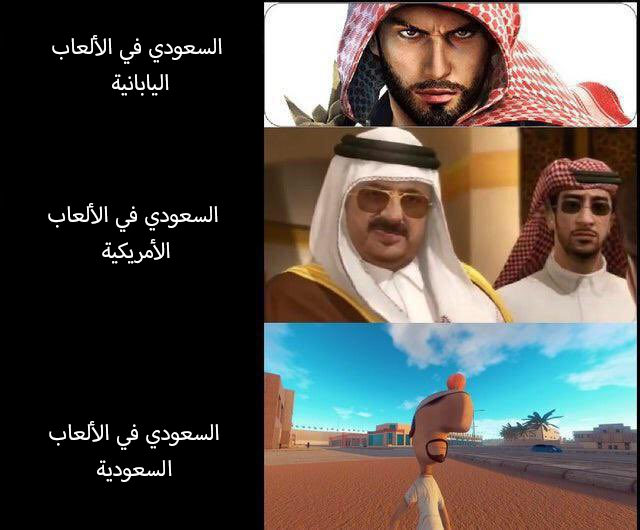 السعودي في الألعاب
اليابانية
السعودي في الألعاب
الأمريكية
السعودي في الألعاب
السعودية